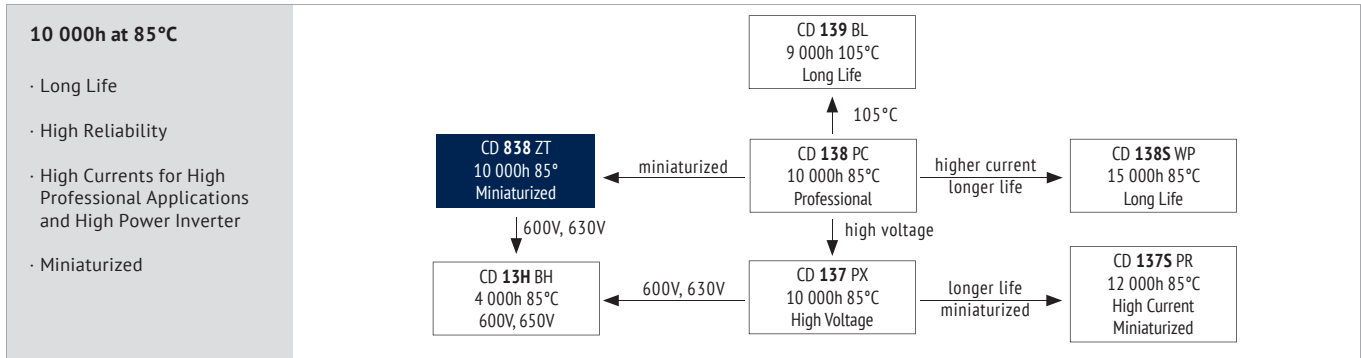 10 000h at 85°C
· Long Life
· High Reliability
· High Currents for High
Professional Applications
and High Power Inverter
· Miniaturized
CD 139 BL
9 000h 105°C
Long Life
105°C
CD 838 ZT
10 000h 85°
Miniaturized
miniaturized
CD 138 PC
10 000h 85°C
Professional
higher current
longer life
CD 138S WP
15 000h 85°C
Long Life
600V, 630V
high voltage
CD 13H BH
4 000h 85°C
600V, 650V
600V, 630V
CD 137 PX
10 000h 85°C
High Voltage
longer life
miniaturized
CD 137S PR
12 000h 85°C
High Current
Miniaturized